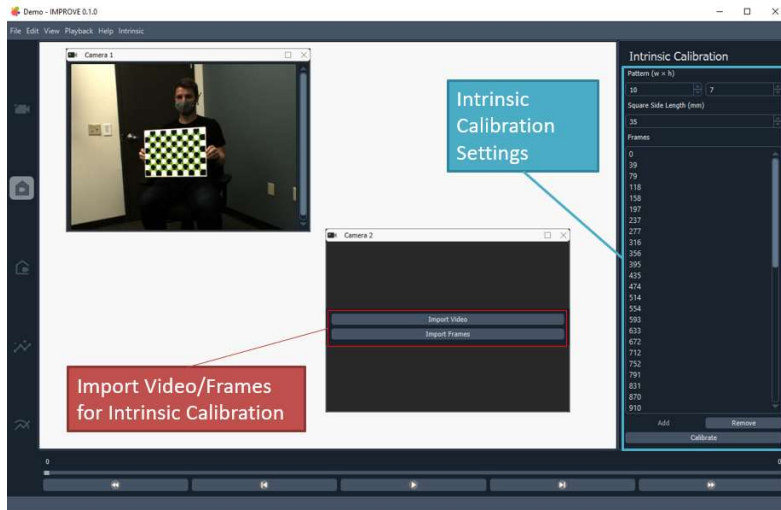 Demo - IMPROVE 0.1.0
File Edit View Playback Help Intrinsic
Camera 1
Intrinsic Calibration
Pattern (w × h)
10 7
Square Side Length (mm)
35
Frames
0
39
79
118
158
197
237
277
316
356
395
435
474
514
554
593
633
672
712
752
791
831
870
910
Add Remove
Calibrate
Intrinsic
Calibration
Settings
Camera 2
Import Video
Import Frames
Import Video/Frames
for Intrinsic Calibration
0 0